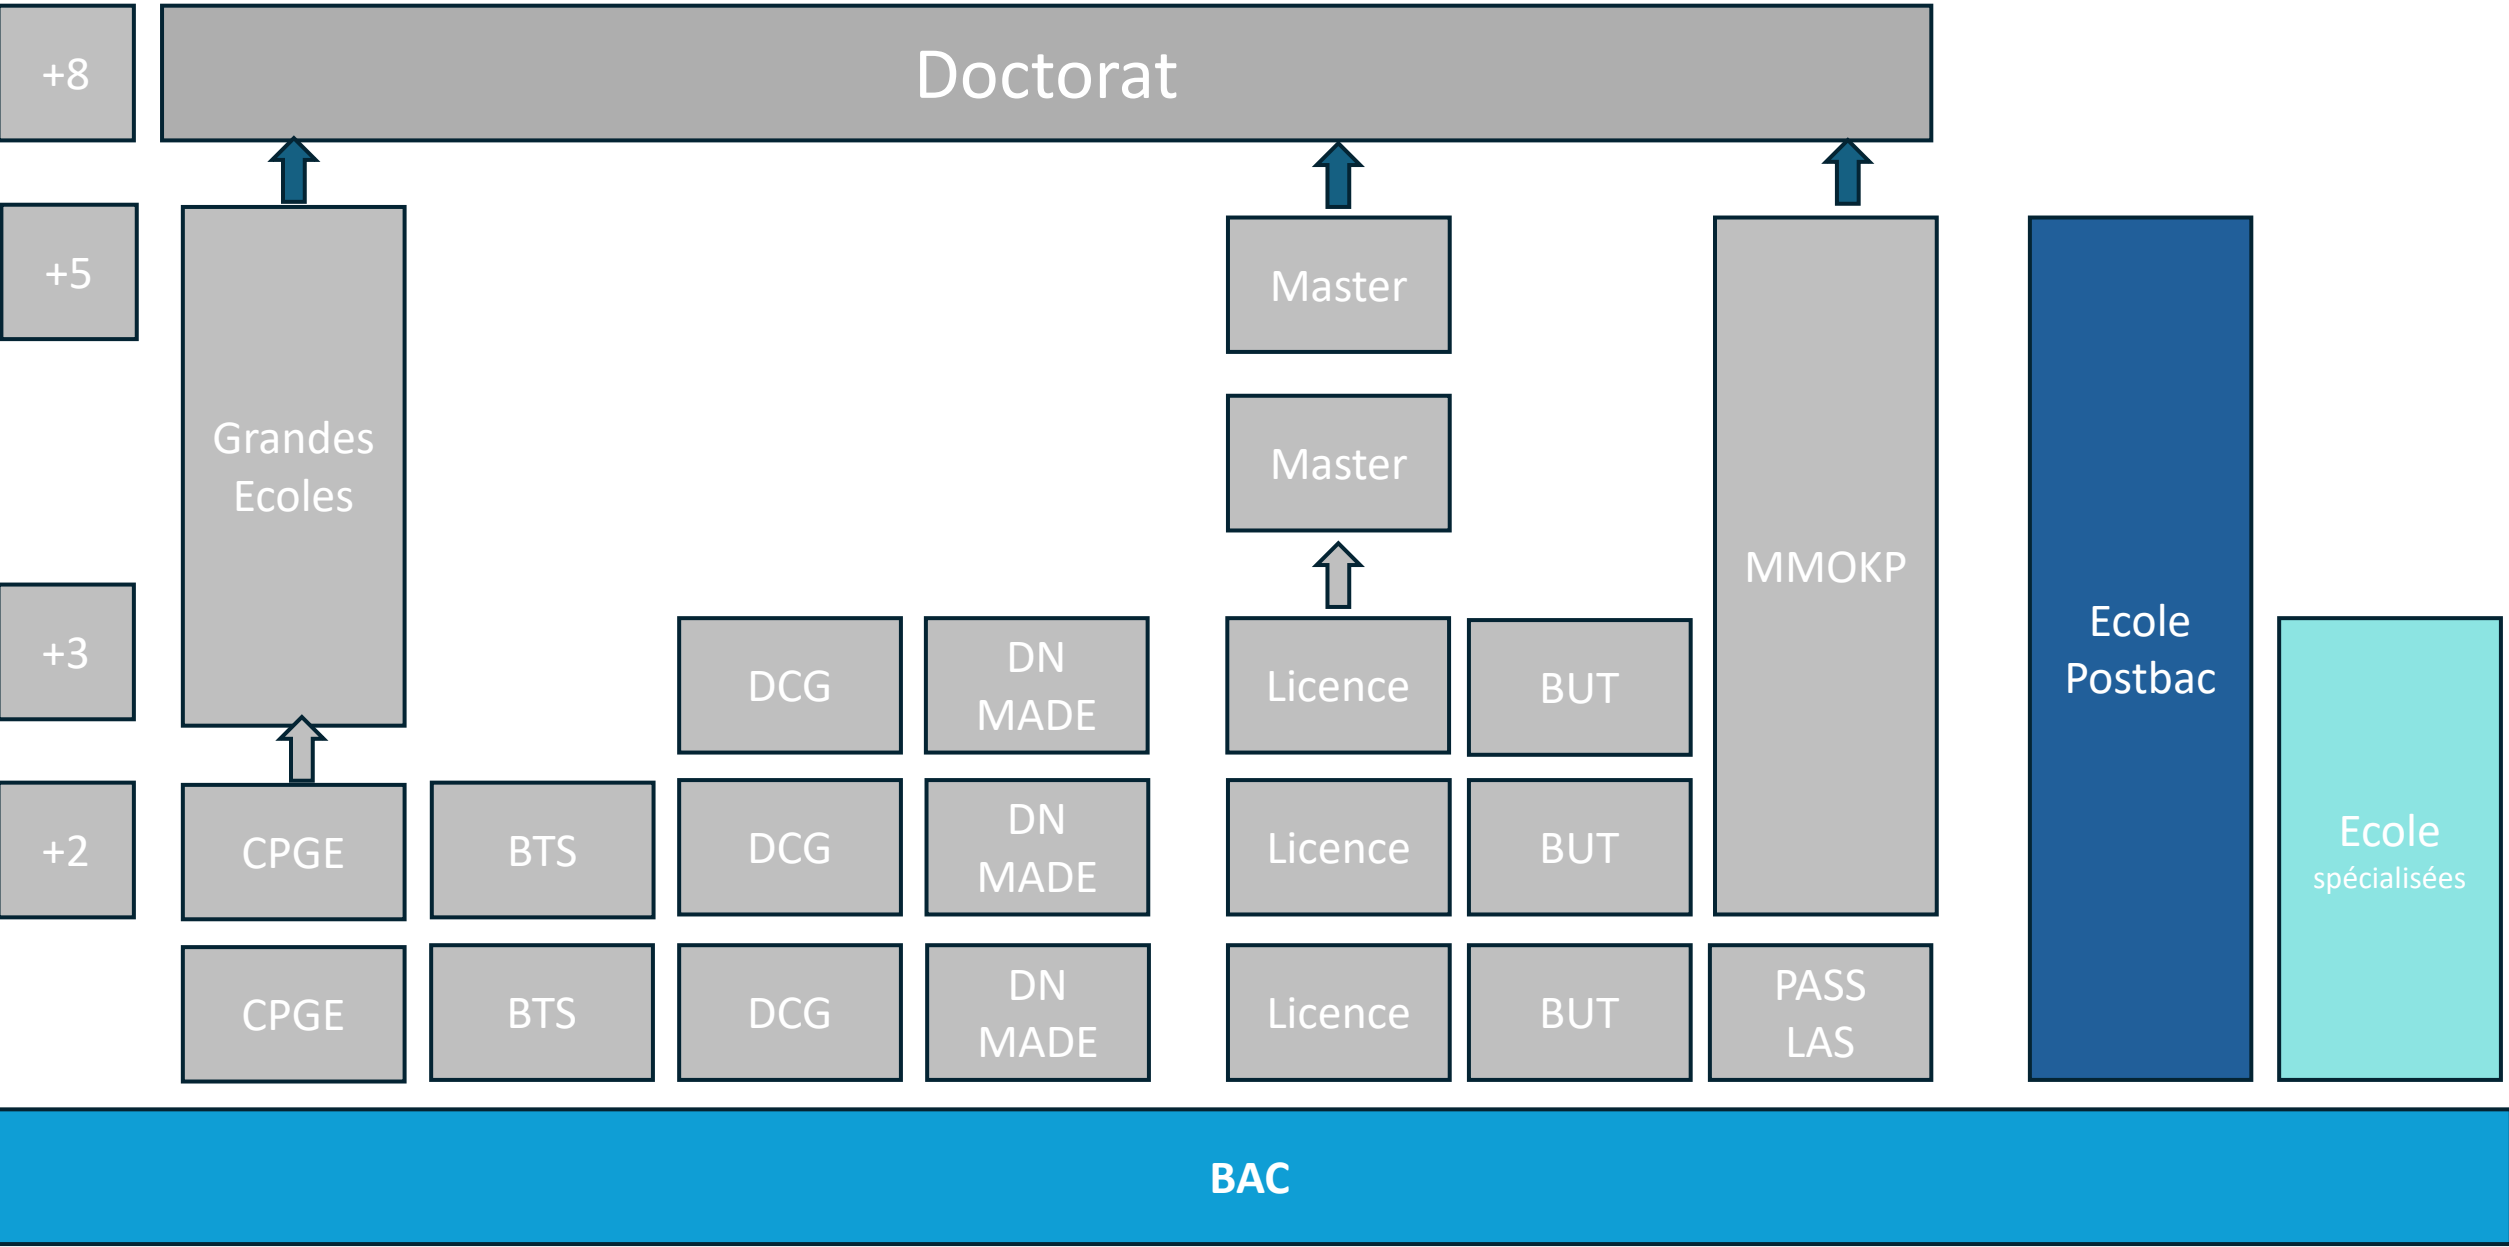 +8
Doctorat
+5
Master
Grandes
Ecoles
Master
MMOKP
+3
DCG
DN
MADE
Licence
BUT
Ecole
Postbac
+2
CPGE
BTS
DCG
DN
MADE
Licence
BUT
Ecole
spécialisées
CPGE
BTS
DCG
DN
MADE
Licence
BUT
PASS
LAS
BAC